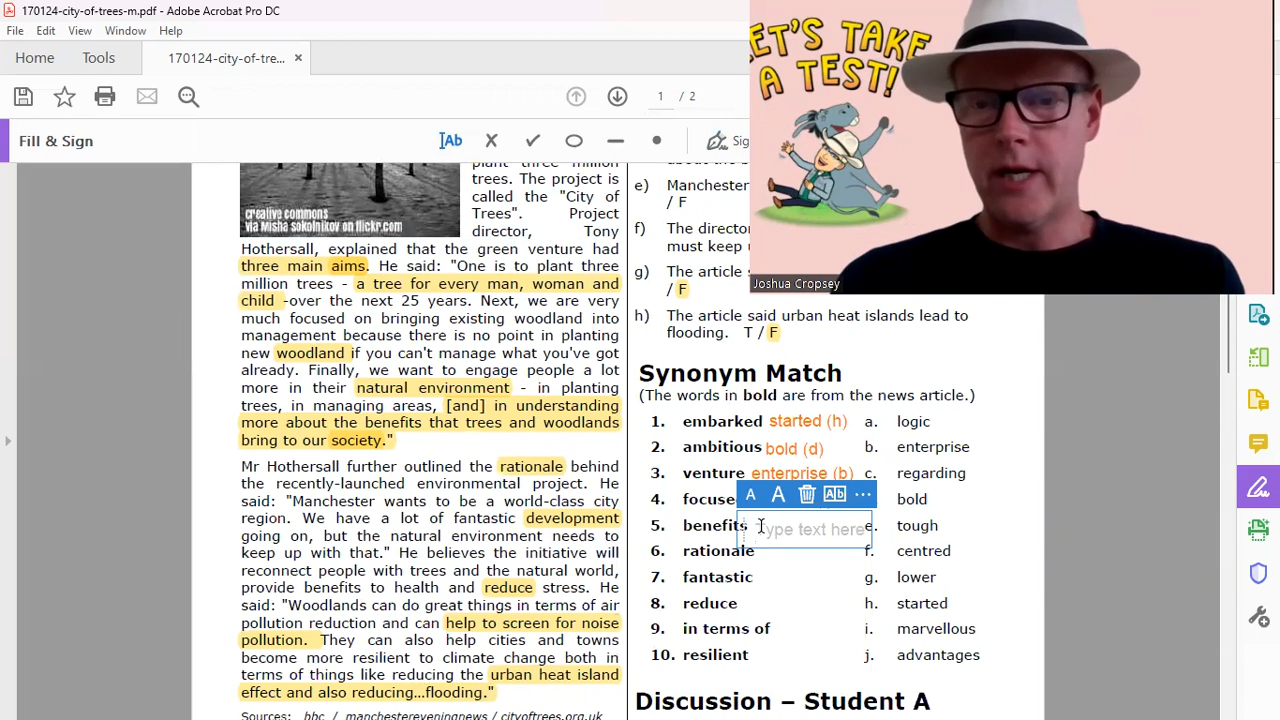 170124-city-of-trees-m.pdf - Adobe Acrobat Pro DC
File Edit View Window Help
Home Tools 170124-city-of-tre... ×
1 / 2
Fill & Sign
Ab
Sig
LET'S TAKE
A TEST!
Joshua Cropsey
creative commons
via Misha Sokolnikov on flickr.com
plant three million
trees. The project is
called the "City of
Trees". Project
director, Tony
Hothersall, explained that the green venture had
three main aims. He said: "One is to plant three
million trees - a tree for every man, woman and
child -over the next 25 years. Next, we are very
much focused on bringing existing woodland into
management because there is no point in planting
new woodland if you can't manage what you've got
already. Finally, we want to engage people a lot
more in their natural environment - in planting
trees, in managing areas, [and] in understanding
more about the benefits that trees and woodlands
bring to our society."
Mr Hothersall further outlined the rationale behind
the recently-launched environmental project. He
said: "Manchester wants to be a world-class city
region. We have a lot of fantastic development
going on, but the natural environment needs to
keep up with that." He believes the initiative will
reconnect people with trees and the natural world,
provide benefits to health and reduce stress. He
said: "Woodlands can do great things in terms of air
pollution reduction and can help to screen for noise
pollution. They can also help cities and towns
become more resilient to climate change both in
terms of things like reducing the urban heat island
effect and also reducing...flooding."
Sources: bbc / manchestereveningnews / cityoftrees.org.uk
about the b
e) Manchester
/ F
f) The directo
must keep u
g) The article s
/ F
h) The article said urban heat islands lead to
flooding. T / F
Synonym Match
(The words in bold are from the news article.)
1. embarked started (h) a. logic
2. ambitious bold (d) b. enterprise
3. venture enterprise (b) c. regarding
4. focuse bold
A A Ab ...
5. benefits Type text here e. tough
6. rationale f. centred
7. fantastic g. lower
8. reduce h. started
9. in terms of i. marvellous
10. resilient j. advantages
Discussion – Student A